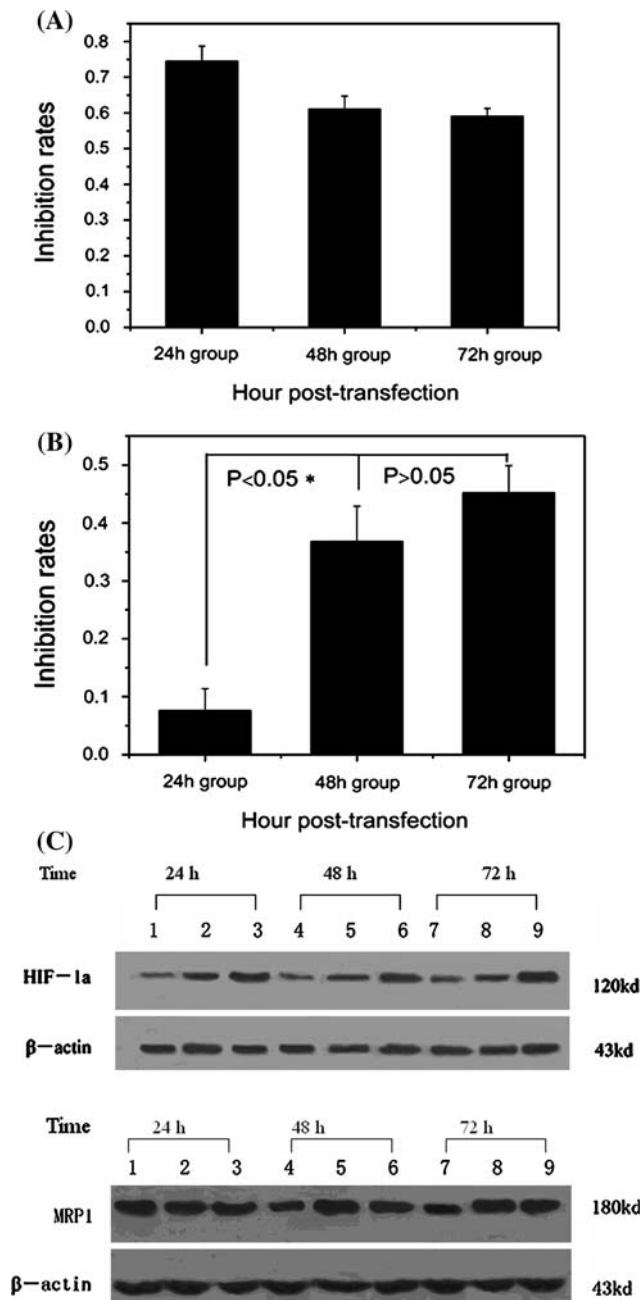 (A)
0.8
0.7
0.6
0.5
0.4
0.3
0.2
0.1
0.0
Inhibition rates
24h group 48h group 72h group
Hour post-transfection
(B)
0.5
0.4
0.3
0.2
0.1
0.0
Inhibition rates
P<0.05 * P>0.05
24h group 48h group 72h group
Hour post-transfection
(C)
Time 24 h 48 h 72 h
1 2 3 4 5 6 7 8 9
HIF-1a 120kd
β-actin 43kd
Time 24 h 48 h 72 h
1 2 3 4 5 6 7 8 9
MRP1 180kd
β-actin 43kd